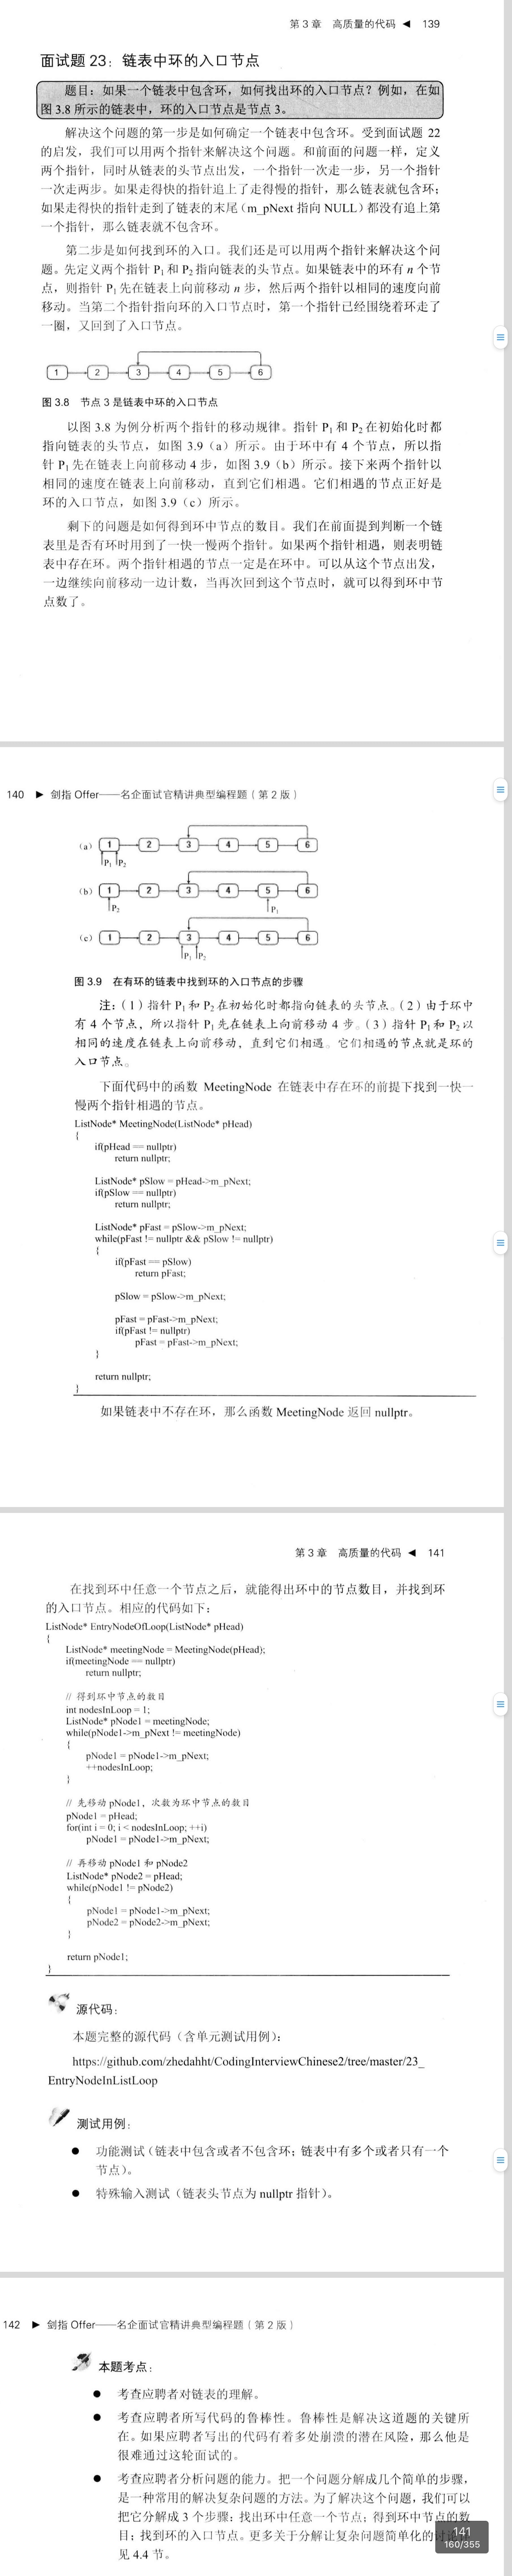 第 3 章 高质量的代码 ◀ 139
面试题 23：链表中环的入口节点
题目：如果一个链表中包含环，如何找出环的入口节点？例如，在如
图 3.8 所示的链表中，环的入口节点是节点 3。
解决这个问题的第一步是如何确定一个链表中包含环。受到面试题 22
的启发，我们可以用两个指针来解决这个问题。和前面的问题一样，定义
两个指针，同时从链表的头节点出发，一个指针一次走一步，另一个指针
一次走两步。如果走得快的指针追上了走得慢的指针，那么链表就包含环；
如果走得快的指针走到了链表的末尾（m_pNext 指向 NULL）都没有追上第
一个指针，那么链表就不包含环。
第二步是如何找到环的入口。我们还是可以用两个指针来解决这个问
题。先定义两个指针 P₁ 和 P₂ 指向链表的头节点。如果链表中的环有 n 个节
点，则指针 P₁ 先在链表上向前移动 n 步，然后两个指针以相同的速度向前
移动。当第二个指针指向环的入口节点时，第一个指针已经围绕着环走了
一圈，又回到了入口节点。
1 2 3 4 5 6
图 3.8 节点 3 是链表中环的入口节点
以图 3.8 为例分析两个指针的移动规律。指针 P₁ 和 P₂ 在初始化时都
指向链表的头节点，如图 3.9（a）所示。由于环中有 4 个节点，所以指
针 P₁ 先在链表上向前移动 4 步，如图 3.9（b）所示。接下来两个指针以
相同的速度在链表上向前移动，直到它们相遇。它们相遇的节点正好是
环的入口节点，如图 3.9（c）所示。
剩下的问题是如何得到环中节点的数目。我们在前面提到判断一个链
表里是否有环时用到了一快一慢两个指针。如果两个指针相遇，则表明链
表中存在环。两个指针相遇的节点一定是在环中。可以从这个节点出发，
一边继续向前移动一边计数，当再次回到这个节点时，就可以得到环中节
点数了。
140 ▶ 剑指 Offer——名企面试官精讲典型编程题（第 2 版）
（a） 1 2 3 4 5 6
P₁ P₂
（b） 1 2 3 4 5 6
P₂ P₁
（c） 1 2 3 4 5 6
P₁ P₂
图 3.9 在有环的链表中找到环的入口节点的步骤
注：（1）指针 P₁ 和 P₂ 在初始化时都指向链表的头节点。（2）由于环中
有 4 个节点，所以指针 P₁ 先在链表上向前移动 4 步。（3）指针 P₁ 和 P₂ 以
相同的速度在链表上向前移动，直到它们相遇。它们相遇的节点就是环的
入口节点。
下面代码中的函数 MeetingNode 在链表中存在环的前提下找到一快一
慢两个指针相遇的节点。
ListNode* MeetingNode(ListNode* pHead)
{
if(pHead == nullptr)
return nullptr;
ListNode* pSlow = pHead->m_pNext;
if(pSlow == nullptr)
return nullptr;
ListNode* pFast = pSlow->m_pNext;
while(pFast != nullptr && pSlow != nullptr)
{
if(pFast == pSlow)
return pFast;
pSlow = pSlow->m_pNext;
pFast = pFast->m_pNext;
if(pFast != nullptr)
pFast = pFast->m_pNext;
}
return nullptr;
}
如果链表中不存在环，那么函数 MeetingNode 返回 nullptr。
第 3 章 高质量的代码 ◀ 141
在找到环中任意一个节点之后，就能得出环中的节点数目，并找到环
的入口节点。相应的代码如下：
ListNode* EntryNodeOfLoop(ListNode* pHead)
{
ListNode* meetingNode = MeetingNode(pHead);
if(meetingNode == nullptr)
return nullptr;
// 得到环中节点的数目
int nodesInLoop = 1;
ListNode* pNode1 = meetingNode;
while(pNode1->m_pNext != meetingNode)
{
pNode1 = pNode1->m_pNext;
++nodesInLoop;
}
// 先移动 pNode1，次数为环中节点的数目
pNode1 = pHead;
for(int i = 0; i < nodesInLoop; ++i)
pNode1 = pNode1->m_pNext;
// 再移动 pNode1 和 pNode2
ListNode* pNode2 = pHead;
while(pNode1 != pNode2)
{
pNode1 = pNode1->m_pNext;
pNode2 = pNode2->m_pNext;
}
return pNode1;
}
源代码：
本题完整的源代码（含单元测试用例）：
https://github.com/zhedahht/CodingInterviewChinese2/tree/master/23_
EntryNodeInListLoop
测试用例：
● 功能测试（链表中包含或者不包含环；链表中有多个或者只有一个
节点）。
● 特殊输入测试（链表头节点为 nullptr 指针）。
142 ▶ 剑指 Offer——名企面试官精讲典型编程题（第 2 版）
本题考点：
● 考查应聘者对链表的理解。
● 考查应聘者所写代码的鲁棒性。鲁棒性是解决这道题的关键所
在。如果应聘者写出的代码有着多处崩溃的潜在风险，那么他是
很难通过这轮面试的。
● 考查应聘者分析问题的能力。把一个问题分解成几个简单的步骤，
是一种常用的解决复杂问题的方法。为了解决这个问题，我们可以
把它分解成 3 个步骤：找出环中任意一个节点；得到环中节点的数
目；找到环的入口节点。更多关于分解让复杂问题简单化的
见 4.4 节。
141
160/355